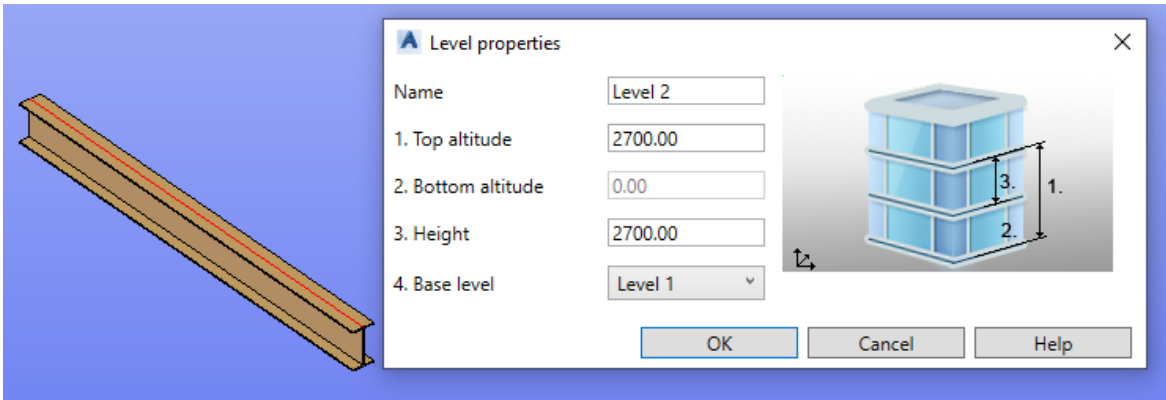 Level properties
Name Level 2
1. Top altitude 2700.00
2. Bottom altitude 0.00
3. Height 2700.00
4. Base level Level 1
3. 1.
2.
OK Cancel Help